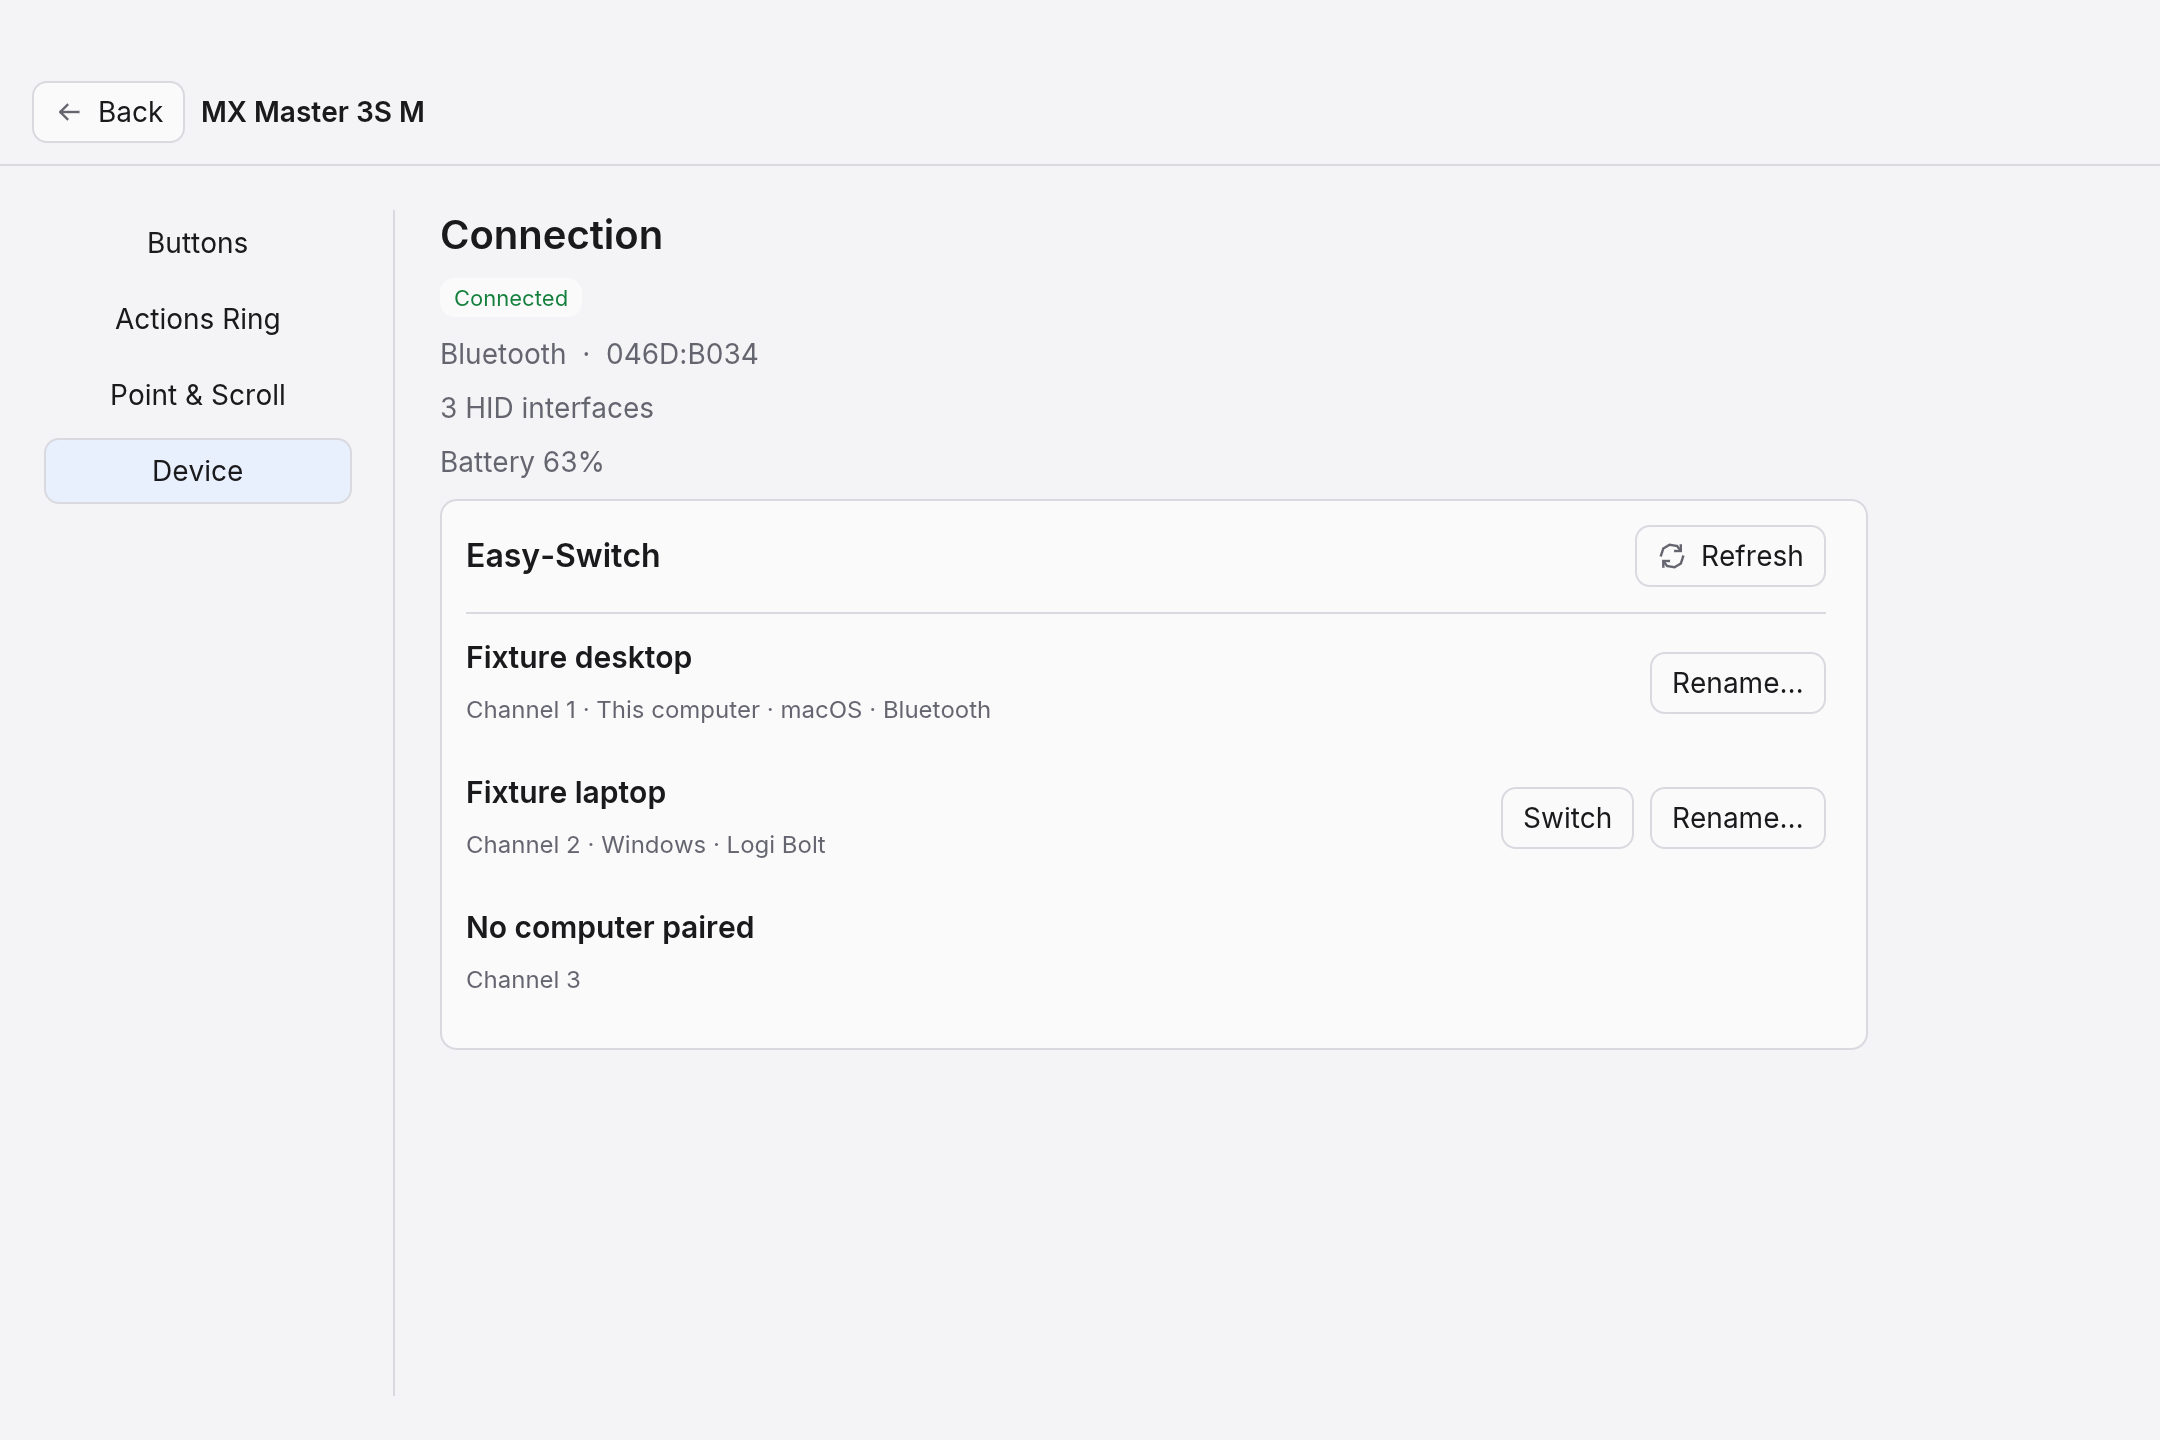 Back
MX Master 3S M
Buttons
Actions Ring
Point & Scroll
Device
Connection
Connected
Bluetooth · 046D:B034
3 HID interfaces
Battery 63%
Easy-Switch
Refresh
Fixture desktop
Channel 1 · This computer · macOS · Bluetooth
Rename...
Fixture laptop
Channel 2 · Windows · Logi Bolt
Switch
Rename...
No computer paired
Channel 3